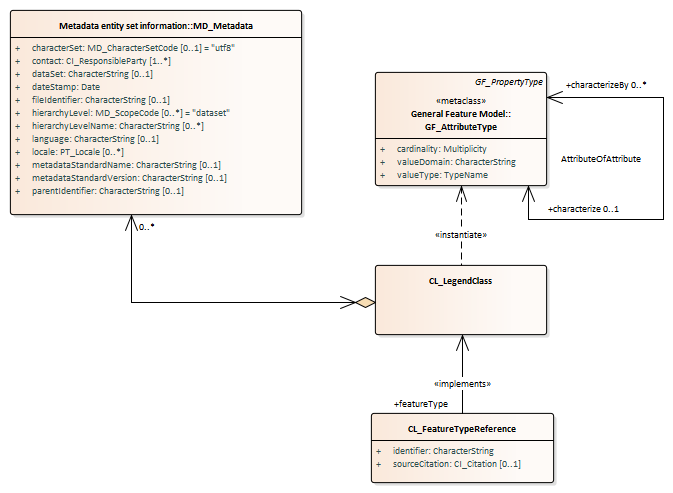 Metadata entity set information::MD_Metadata
+ characterSet: MD_CharacterSetCode [0..1] = "utf8"
+ contact: CI_ResponsibleParty [1..*]
+ dataSet: CharacterString [0..1]
+ dateStamp: Date
+ fileIdentifier: CharacterString [0..1]
+ hierarchyLevel: MD_ScopeCode [0..*] = "dataset"
+ hierarchyLevelName: CharacterString [0..*]
+ language: CharacterString [0..1]
+ locale: PT_Locale [0..*]
+ metadataStandardName: CharacterString [0..1]
+ metadataStandardVersion: CharacterString [0..1]
+ parentIdentifier: CharacterString [0..1]
0..*
GF_PropertyType
«metaclass»
General Feature Model::
GF_AttributeType
+ cardinality: Multiplicity
+ valueDomain: CharacterString
+ valueType: TypeName
+characterizeBy 0..*
AttributeOfAttribute
+characterize 0..1
«instantiate»
CL_LegendClass
«implements»
+featureType
CL_FeatureTypeReference
+ identifier: CharacterString
+ sourceCitation: CI_Citation [0..1]